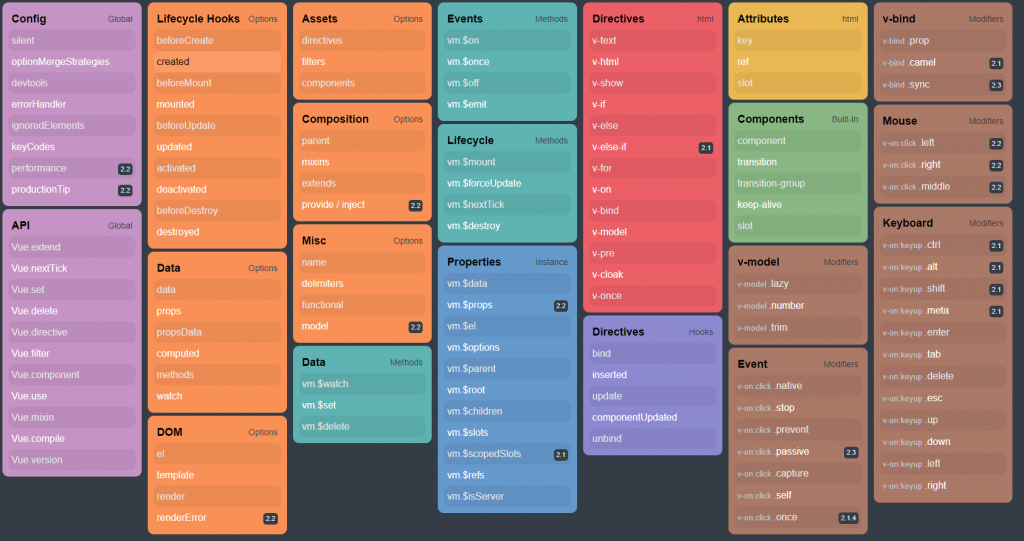 Config Global
silent
optionMergeStrategies
devtools
errorHandler
ignoredElements
keyCodes
performance 2.2
productionTip 2.2
API Global
Vue.extend
Vue.nextTick
Vue.set
Vue.delete
Vue.directive
Vue.filter
Vue.component
Vue.use
Vue.mixin
Vue.compile
Vue.version
Lifecycle Hooks Options
beforeCreate
created
beforeMount
mounted
beforeUpdate
updated
activated
deactivated
beforeDestroy
destroyed
Data Options
data
props
propsData
computed
methods
watch
DOM Options
el
template
render
renderError 2.2
Assets Options
directives
filters
components
Composition Options
parent
mixins
extends
provide / inject 2.2
Misc Options
name
delimiters
functional
model 2.2
Data Methods
vm.$watch
vm.$set
vm.$delete
Events Methods
vm.$on
vm.$once
vm.$off
vm.$emit
Lifecycle Methods
vm.$mount
vm.$forceUpdate
vm.$nextTick
vm.$destroy
Properties Instance
vm.$data
vm.$props 2.2
vm.$el
vm.$options
vm.$parent
vm.$root
vm.$children
vm.$slots
vm.$scopedSlots 2.1
vm.$refs
vm.$isServer
Directives html
v-text
v-html
v-show
v-if
v-else
v-else-if 2.1
v-for
v-on
v-bind
v-model
v-pre
v-cloak
v-once
Directives Hooks
bind
inserted
update
componentUpdated
unbind
Attributes html
key
ref
slot
Components Built-In
component
transition
transition-group
keep-alive
slot
v-model Modifiers
v-model .lazy
v-model .number
v-model .trim
Event Modifiers
v-on:click .native
v-on:click .stop
v-on:click .prevent
v-on:click .passive 2.3
v-on:click .capture
v-on:click .self
v-on:click .once 2.1.4
v-bind Modifiers
v-bind .prop
v-bind .camel 2.1
v-bind .sync 2.3
Mouse Modifiers
v-on:click .left 2.2
v-on:click .right 2.2
v-on:click .middle 2.2
Keyboard Modifiers
v-on:keyup .ctrl 2.1
v-on:keyup .alt 2.1
v-on:keyup .shift 2.1
v-on:keyup .meta 2.1
v-on:keyup .enter
v-on:keyup .tab
v-on:keyup .delete
v-on:keyup .esc
v-on:keyup .up
v-on:keyup .down
v-on:keyup .left
v-on:keyup .right